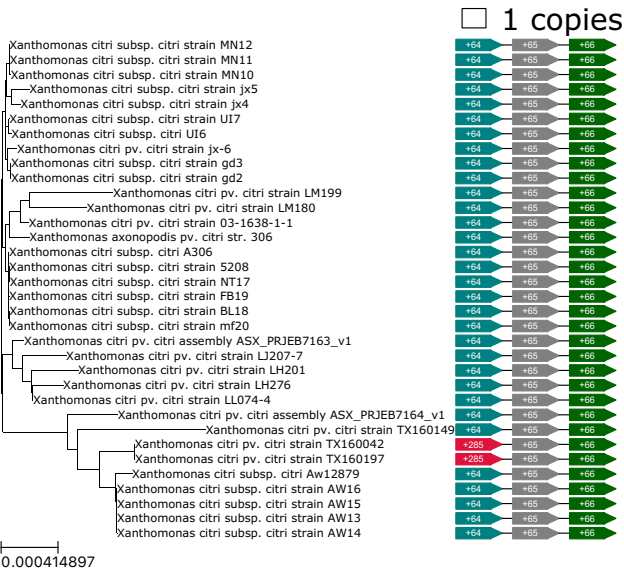 1 copies
Xanthomonas citri subsp. citri strain MN12 +64 +65 +66
Xanthomonas citri subsp. citri strain MN11 +64 +65 +66
Xanthomonas citri subsp. citri strain MN10 +64 +65 +66
Xanthomonas citri subsp. citri strain jx5 +64 +65 +66
Xanthomonas citri subsp. citri strain jx4 +64 +65 +66
Xanthomonas citri subsp. citri strain UI7 +64 +65 +66
Xanthomonas citri subsp. citri UI6 +64 +65 +66
Xanthomonas citri pv. citri strain jx-6 +64 +65 +66
Xanthomonas citri subsp. citri strain gd3 +64 +65 +66
Xanthomonas citri subsp. citri strain gd2 +64 +65 +66
Xanthomonas citri pv. citri strain LM199 +64 +65 +66
Xanthomonas citri pv. citri strain LM180 +64 +65 +66
Xanthomonas citri pv. citri strain 03-1638-1-1 +64 +65 +66
Xanthomonas axonopodis pv. citri str. 306 +64 +65 +66
Xanthomonas citri subsp. citri A306 +64 +65 +66
Xanthomonas citri subsp. citri strain 5208 +64 +65 +66
Xanthomonas citri subsp. citri strain NT17 +64 +65 +66
Xanthomonas citri subsp. citri strain FB19 +64 +65 +66
Xanthomonas citri subsp. citri strain BL18 +64 +65 +66
Xanthomonas citri subsp. citri strain mf20 +64 +65 +66
Xanthomonas citri pv. citri assembly ASX_PRJEB7163_v1 +64 +65 +66
Xanthomonas citri pv. citri strain LJ207-7 +64 +65 +66
Xanthomonas citri pv. citri strain LH201 +64 +65 +66
Xanthomonas citri pv. citri strain LH276 +64 +65 +66
Xanthomonas citri pv. citri strain LL074-4 +64 +65 +66
Xanthomonas citri pv. citri assembly ASX_PRJEB7164_v1 +64 +65 +66
Xanthomonas citri pv. citri strain TX160149 +64 +65 +66
Xanthomonas citri pv. citri strain TX160042 +285 +65 +66
Xanthomonas citri pv. citri strain TX160197 +285 +65 +66
Xanthomonas citri subsp. citri Aw12879 +64 +65 +66
Xanthomonas citri subsp. citri strain AW16 +64 +65 +66
Xanthomonas citri subsp. citri strain AW15 +64 +65 +66
Xanthomonas citri subsp. citri strain AW13 +64 +65 +66
Xanthomonas citri subsp. citri strain AW14 +64 +65 +66
0.000414897